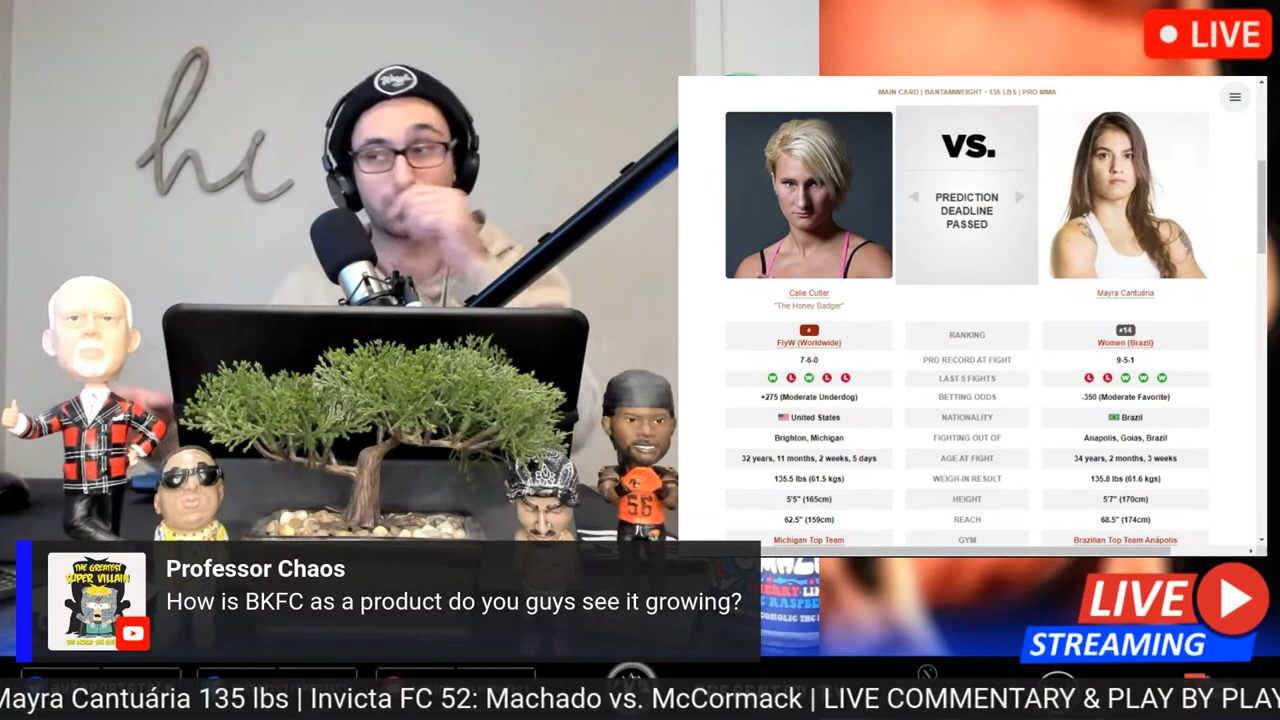 LIVE
MAIN CARD | BANTAMWEIGHT · 135 LBS | PRO MMA
hi
VS.
PREDICTION
DEADLINE
PASSED
Calie Cutler
"The Honey Badger"
Mayra Cantuária
RANKING
#
FlyW (Worldwide)
#14
Women (Brazil)
7-6-0
PRO RECORD AT FIGHT
9-5-1
W L W L L
LAST 5 FIGHTS
L L W W W
+275 (Moderate Underdog)
BETTING ODDS
-350 (Moderate Favorite)
United States
NATIONALITY
Brazil
Brighton, Michigan
FIGHTING OUT OF
Anapolis, Goias, Brazil
32 years, 11 months, 2 weeks, 5 days
AGE AT FIGHT
34 years, 2 months, 3 weeks
135.5 lbs (61.5 kgs)
WEIGH-IN RESULT
135.8 lbs (61.6 kgs)
5'5" (165cm)
HEIGHT
5'7" (170cm)
62.5" (159cm)
REACH
68.5" (174cm)
Michigan Top Team
GYM
Brazilian Top Team Anápolis
56
THE GREATEST
SUPER VILLAIN
Professor Chaos
How is BKFC as a product do you guys see it growing?
LIVE
STREAMING
Mayra Cantuária 135 lbs | Invicta FC 52: Machado vs. McCormack | LIVE COMMENTARY & PLAY BY PLAY